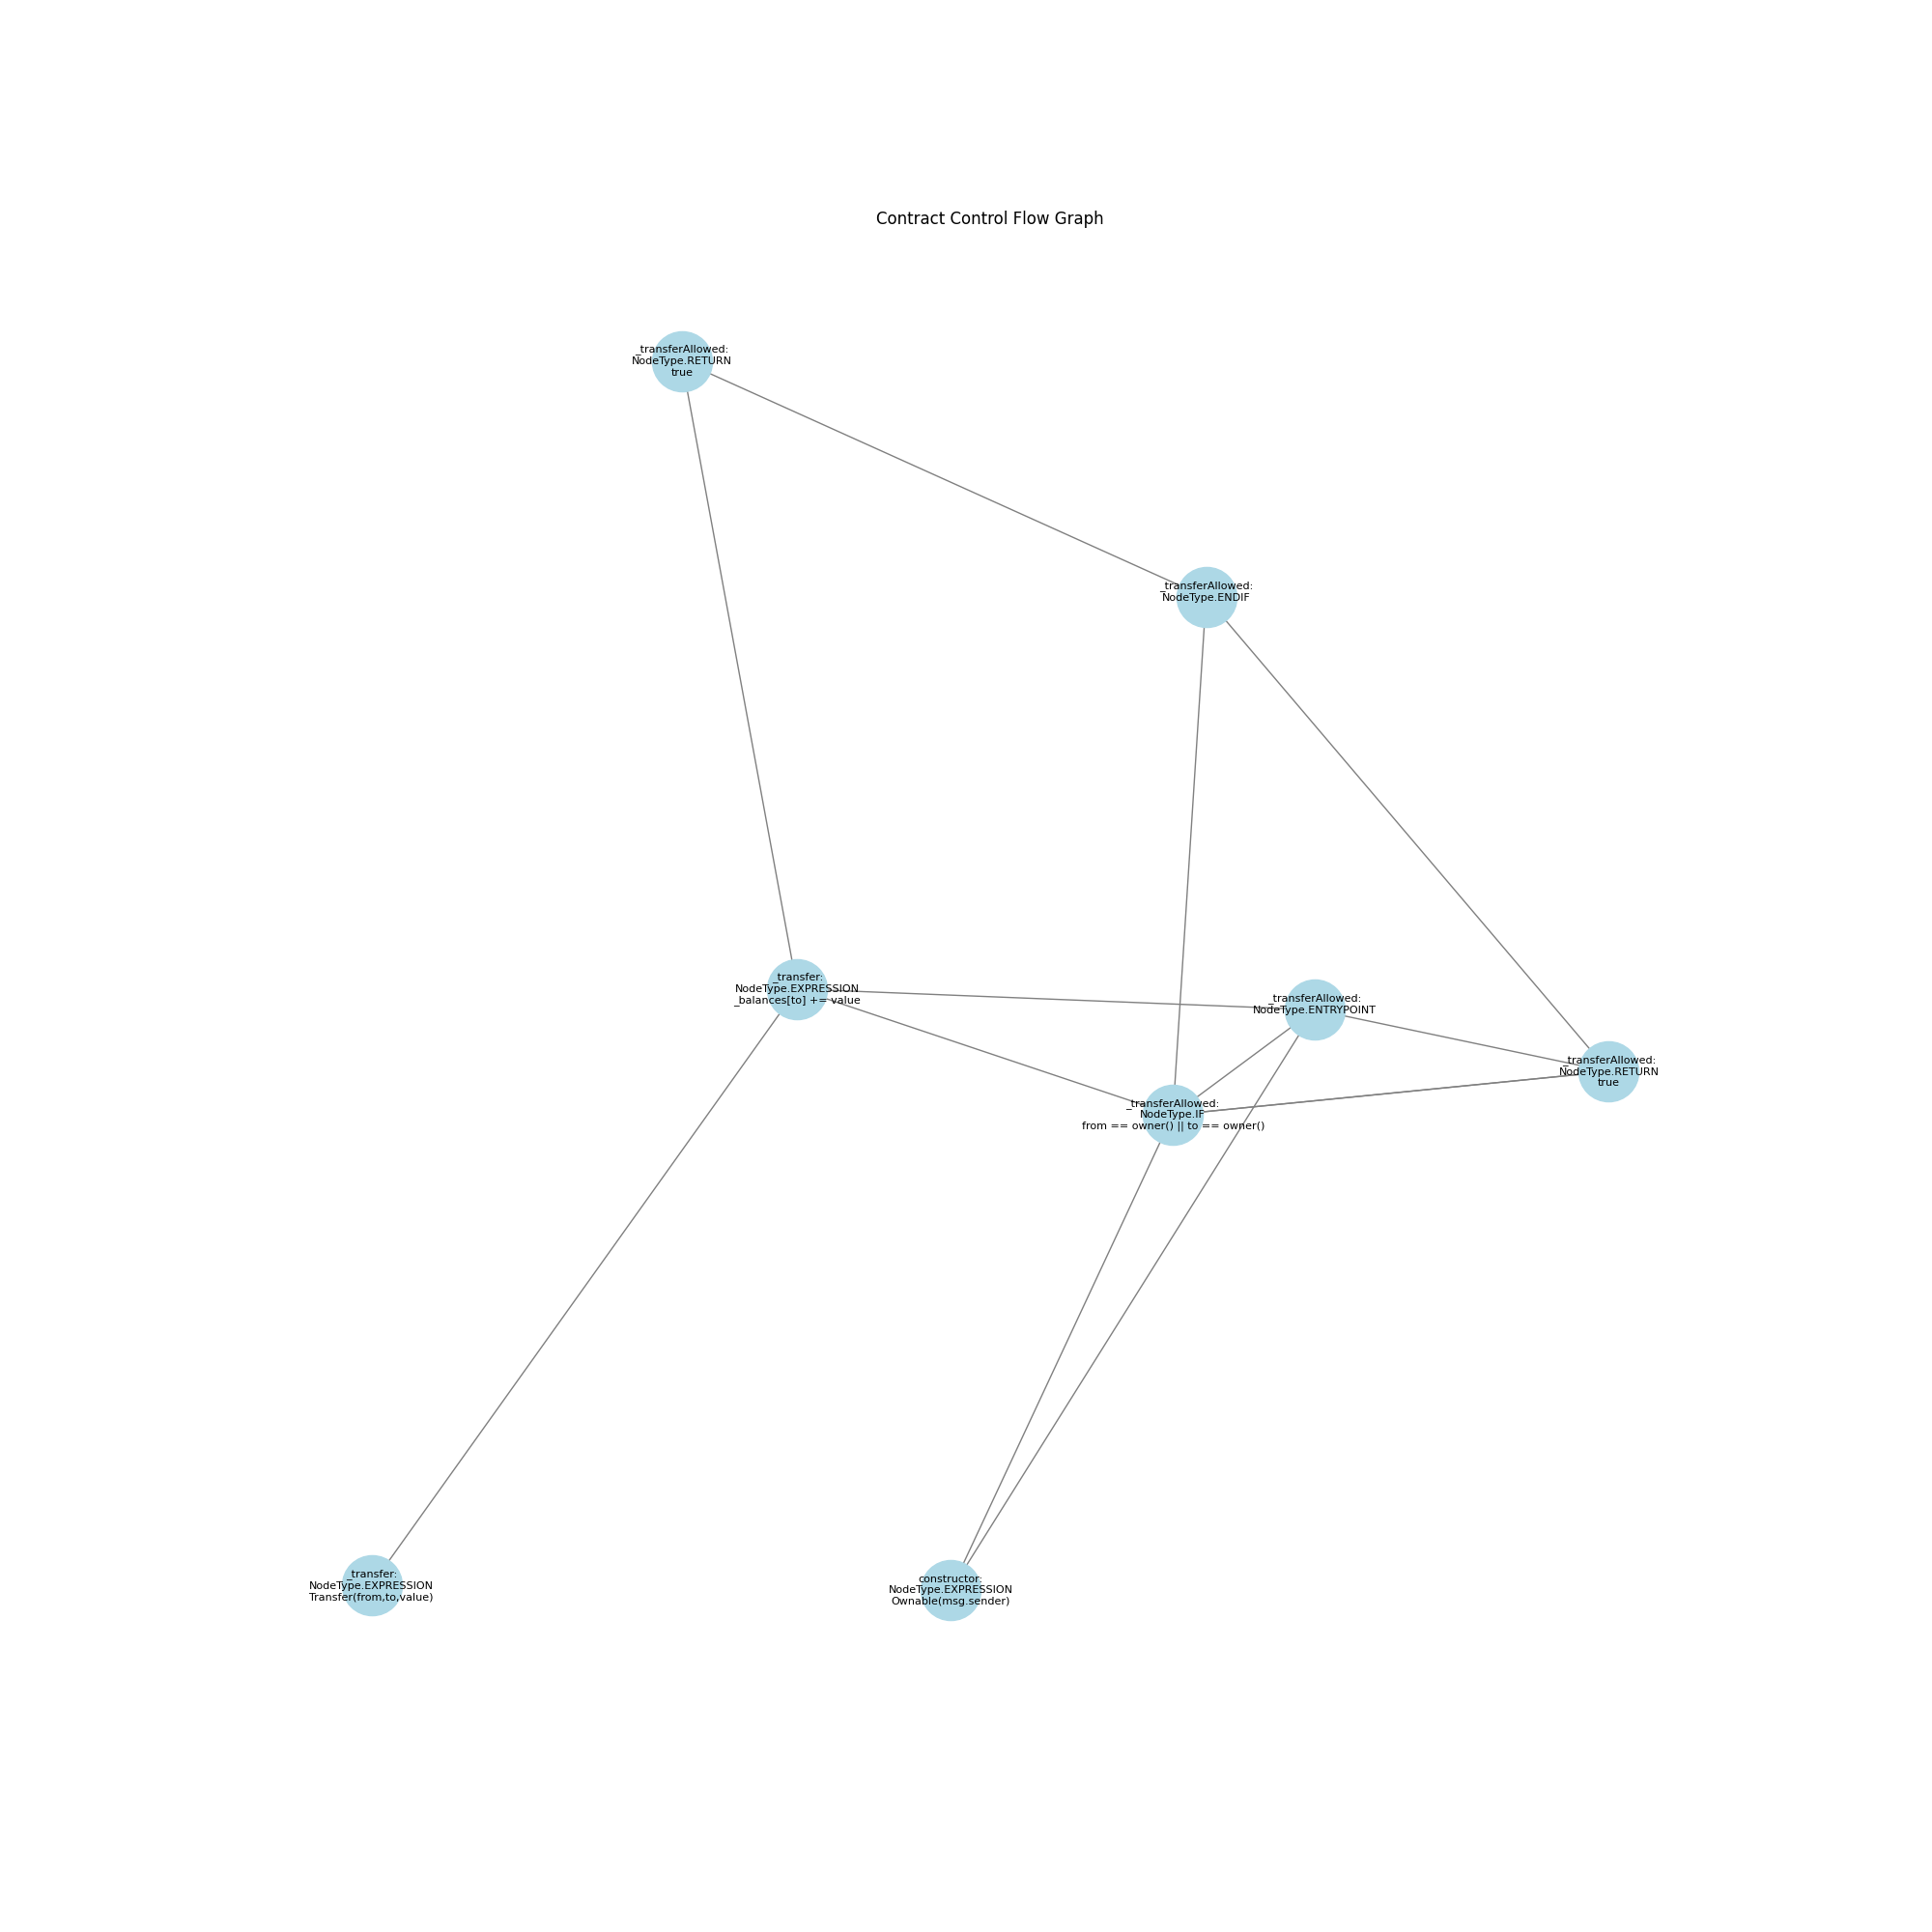 Contract Control Flow Graph
_transferAllowed:
NodeType.RETURN
true
_transferAllowed:
NodeType.ENDIF
_transfer:
NodeType.EXPRESSION
_balances[to] += value
_transferAllowed:
NodeType.ENTRYPOINT
_transferAllowed:
NodeType.RETURN
true
_transferAllowed:
NodeType.IF
from == owner() || to == owner()
_transfer:
NodeType.EXPRESSION
Transfer(from,to,value)
constructor:
NodeType.EXPRESSION
Ownable(msg.sender)